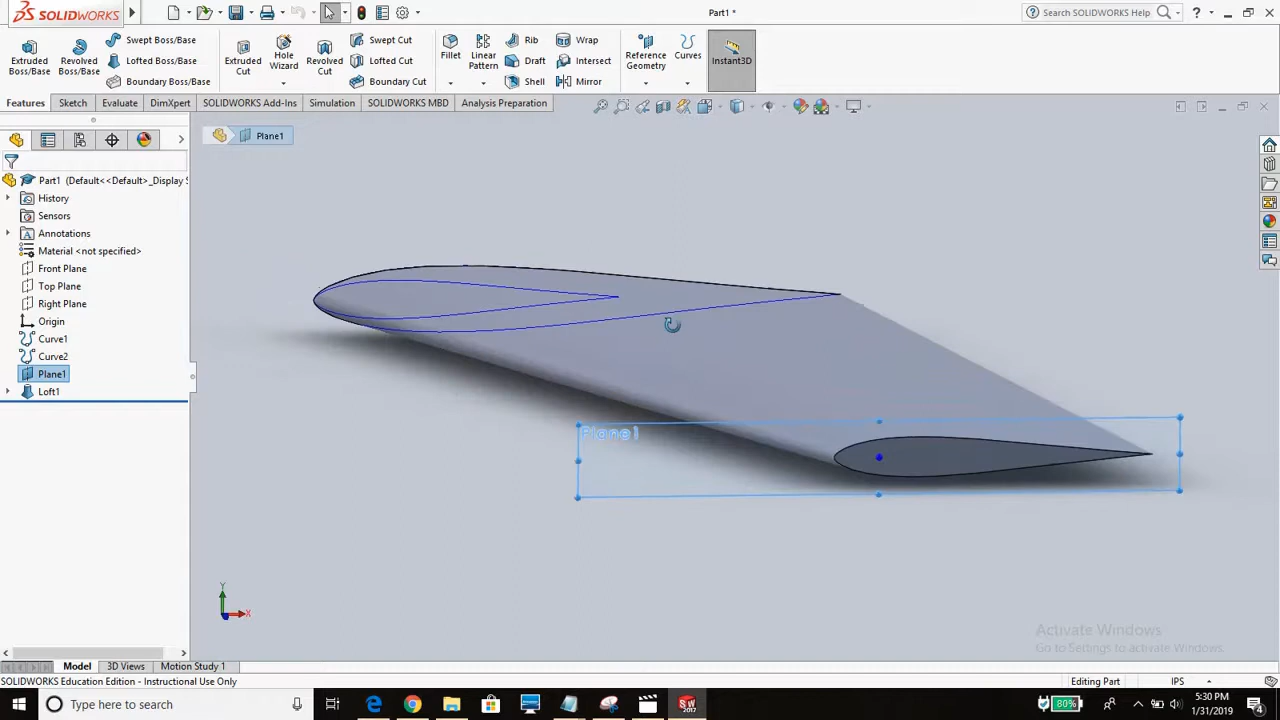 SOLIDWORKS
Part1 *
Search SOLIDWORKS Help
Extruded Boss/Base
Revolved Boss/Base
Swept Boss/Base
Lofted Boss/Base
Boundary Boss/Base
Extruded Cut
Hole Wizard
Revolved Cut
Swept Cut
Lofted Cut
Boundary Cut
Fillet
Linear Pattern
Rib
Draft
Shell
Wrap
Intersect
Mirror
Reference Geometry
Curves
Instant3D
Features Sketch Evaluate DimXpert SOLIDWORKS Add-Ins Simulation SOLIDWORKS MBD Analysis Preparation
Plane1
Part1 (Default<<Default>_Display S
History
Sensors
Annotations
Material <not specified>
Front Plane
Top Plane
Right Plane
Origin
Curve1
Curve2
Plane1
Loft1
Plane1
Y
X
Activate Windows
Go to Settings to activate Windows.
Model 3D Views Motion Study 1
SOLIDWORKS Education Edition - Instructional Use Only
Editing Part
IPS
Type here to search
SW
2017
80%
5:30 PM
1/31/2019
4